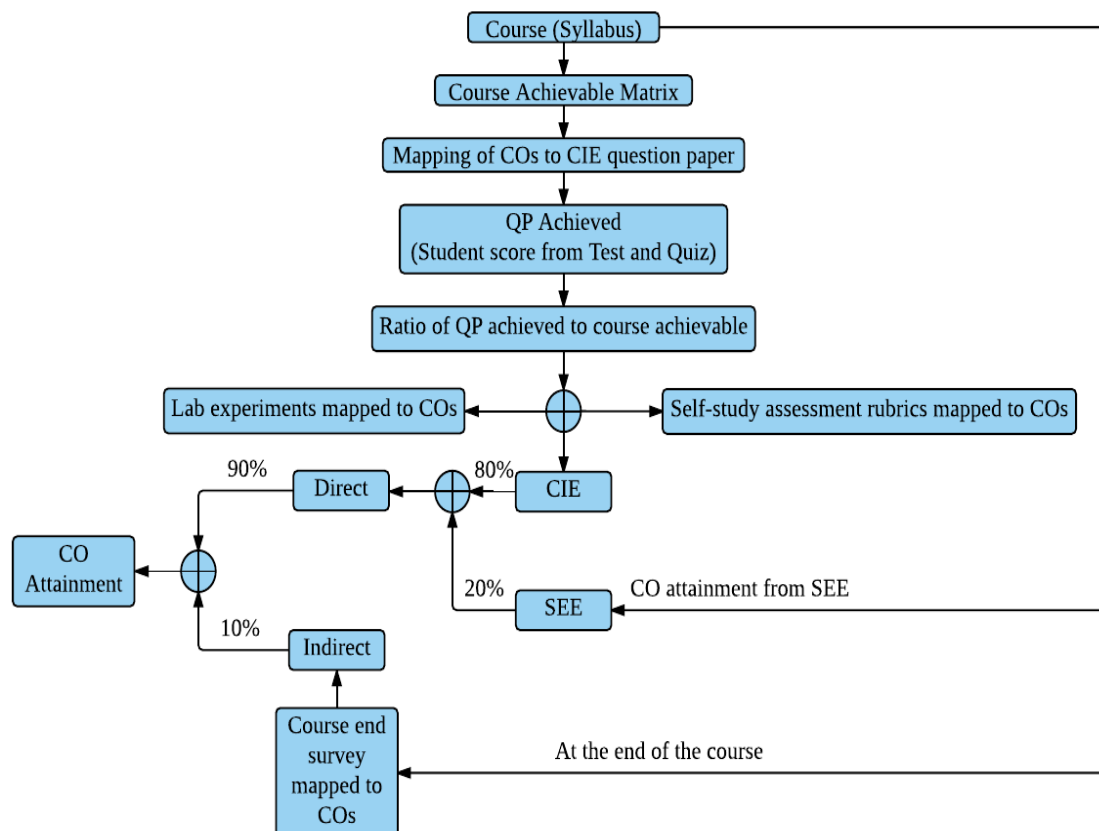 Course (Syllabus)
Course Achievable Matrix
Mapping of COs to CIE question paper
QP Achieved
(Student score from Test and Quiz)
Ratio of QP achieved to course achievable
Lab experiments mapped to COs
Self-study assessment rubrics mapped to COs
90%
Direct
80%
CIE
CO
Attainment
20%
SEE
CO attainment from SEE
10%
Indirect
Course end
survey
mapped to
COs
At the end of the course